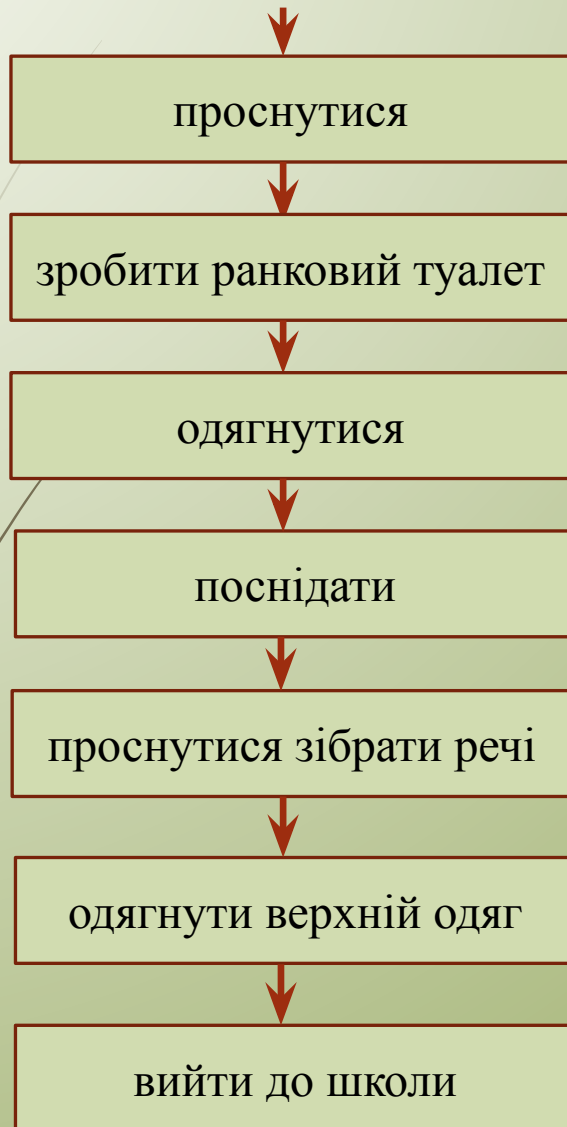 проснутися
зробити ранковий туалет
одягнутися
поснідати
проснутися зібрати речі
одягнути верхній одяг
вийти до школи